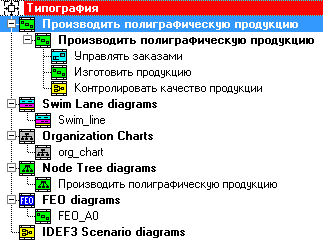 Типография
Производить полиграфическую продукцию
Производить полиграфическую продукцию
Управлять заказами
Изготовить продукцию
Контролировать качество продукции
Swim Lane diagrams
Swim_line
Organization Charts
org_chart
Node Tree diagrams
Производить полиграфическую продукцию
FEO diagrams
FEO_A0
IDEF3 Scenario diagrams